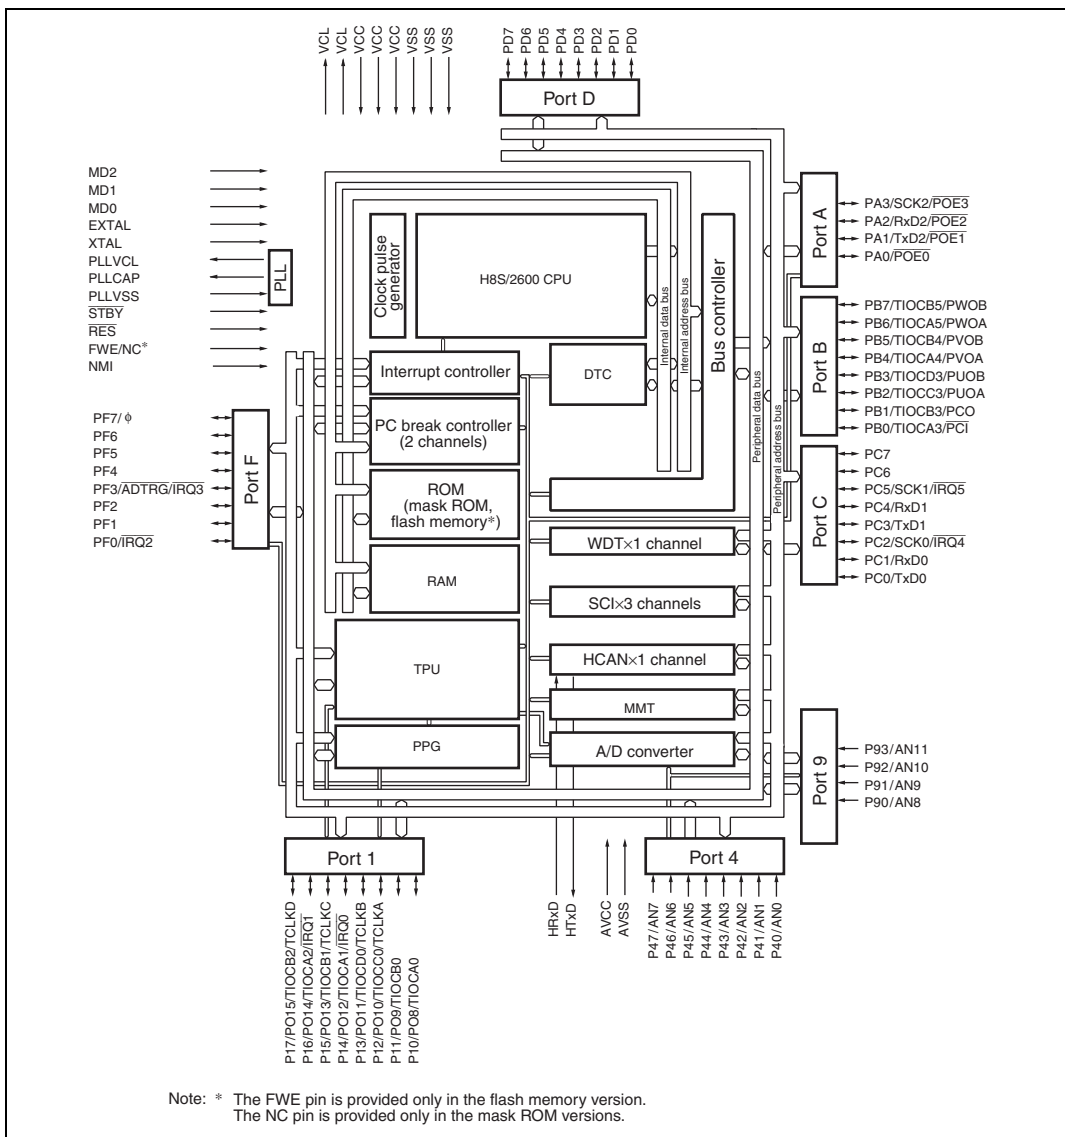 VCL
VCL
VCC
VCC
VCC
VSS
VSS
VSS
PD7
PD6
PD5
PD4
PD3
PD2
PD1
PD0
Port D
MD2
MD1
MD0
EXTAL
XTAL
PLLVCL
PLLCAP
PLLVSS
STBY
RES
FWE/NC*
NMI
PLL
Clock pulse
generator
H8S/2600 CPU
Internal data bus
Internal address bus
Bus controller
Peripheral data bus
Peripheral address bus
Port A
PA3/SCK2/POE3
PA2/RxD2/POE2
PA1/TxD2/POE1
PA0/POE0
Interrupt controller
DTC
PC break controller
(2 channels)
ROM
(mask ROM,
flash memory*)
RAM
TPU
PPG
WDT×1 channel
SCI×3 channels
HCAN×1 channel
MMT
A/D converter
Port B
PB7/TIOCB5/PWOB
PB6/TIOCA5/PWOA
PB5/TIOCB4/PVOB
PB4/TIOCA4/PVOA
PB3/TIOCD3/PUOB
PB2/TIOCC3/PUOA
PB1/TIOCB3/PCO
PB0/TIOCA3/PCI
PF7/ϕ
PF6
PF5
PF4
PF3/ADTRG/IRQ3
PF2
PF1
PF0/IRQ2
Port F
Port C
PC7
PC6
PC5/SCK1/IRQ5
PC4/RxD1
PC3/TxD1
PC2/SCK0/IRQ4
PC1/RxD0
PC0/TxD0
Port 9
P93/AN11
P92/AN10
P91/AN9
P90/AN8
Port 1
P17/PO15/TIOCB2/TCLKD
P16/PO14/TIOCA2/IRQ1
P15/PO13/TIOCB1/TCLKC
P14/PO12/TIOCA1/IRQ0
P13/PO11/TIOCD0/TCLKB
P12/PO10/TIOCC0/TCLKA
P11/PO9/TIOCB0
P10/PO8/TIOCA0
HRxD
HTxD
AVCC
AVSS
Port 4
P47/AN7
P46/AN6
P45/AN5
P44/AN4
P43/AN3
P42/AN2
P41/AN1
P40/AN0
Note: * The FWE pin is provided only in the flash memory version.
The NC pin is provided only in the mask ROM versions.